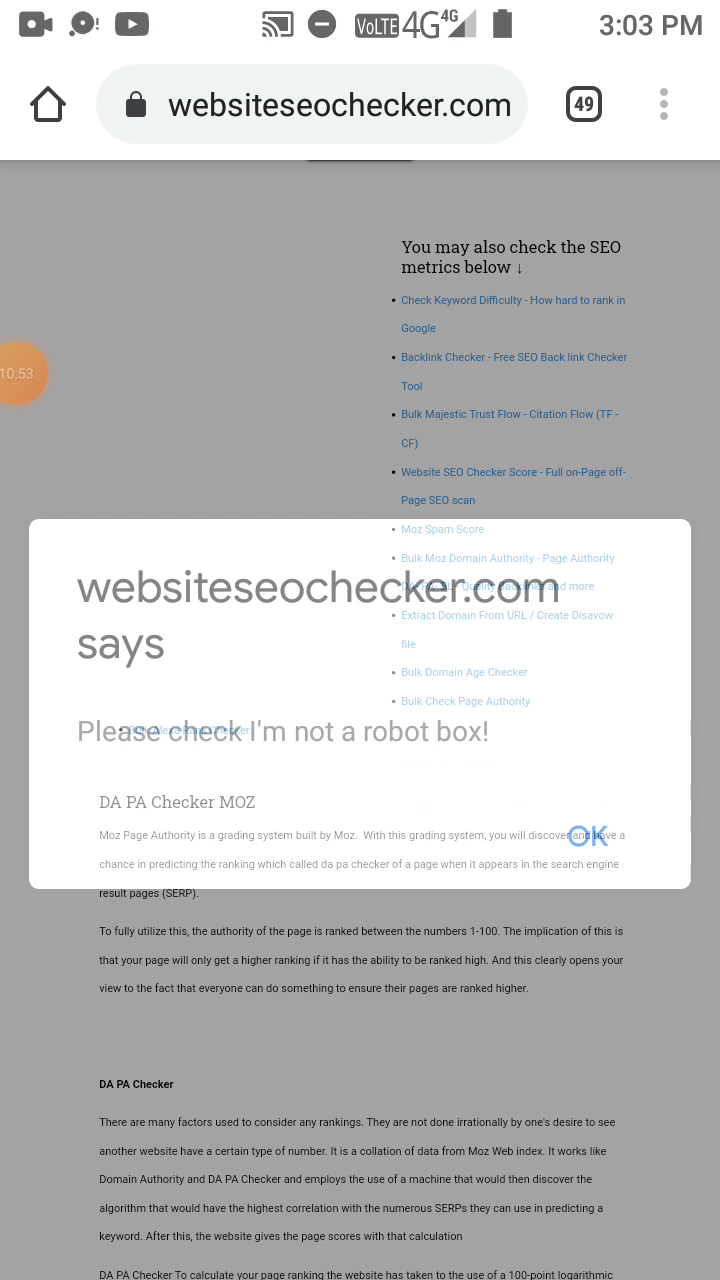 VoLTE 4G 4G 3:03 PM
websiteseochecker.com
49
You may also check the SEO
metrics below ↓
• Check Keyword Difficulty - How hard to rank in
Google
• Backlink Checker - Free SEO Back link Checker
Tool
10:53
• Bulk Majestic Trust Flow - Citation Flow (TF -
CF)
• Website SEO Checker Score - Full on-Page off-
Page SEO scan
• Moz Spam Score
• Bulk Moz Domain Authority - Page Authority
• DA - PA - BL - Quality Backlinks and more
• Extract Domain From URL / Create Disavow
file
• Bulk Domain Age Checker
• Bulk Check Page Authority
• Bulk Alexa Rank Checker
websiteseochecker.com
says
Please check I'm not a robot box!
OK
DA PA Checker MOZ
Moz Page Authority is a grading system built by Moz. With this grading system, you will discover and have a
chance in predicting the ranking which called da pa checker of a page when it appears in the search engine
result pages (SERP).
To fully utilize this, the authority of the page is ranked between the numbers 1-100. The implication of this is
that your page will only get a higher ranking if it has the ability to be ranked high. And this clearly opens your
view to the fact that everyone can do something to ensure their pages are ranked higher.
DA PA Checker
There are many factors used to consider any rankings. They are not done irrationally by one's desire to see
another website have a certain type of number. It is a collation of data from Moz Web index. It works like
Domain Authority and DA PA Checker and employs the use of a machine that would then discover the
algorithm that would have the highest correlation with the numerous SERPs they can use in predicting a
keyword. After this, the website gives the page scores with that calculation
DA PA Checker To calculate your page ranking the website has taken to the use of a 100-point logarithmic